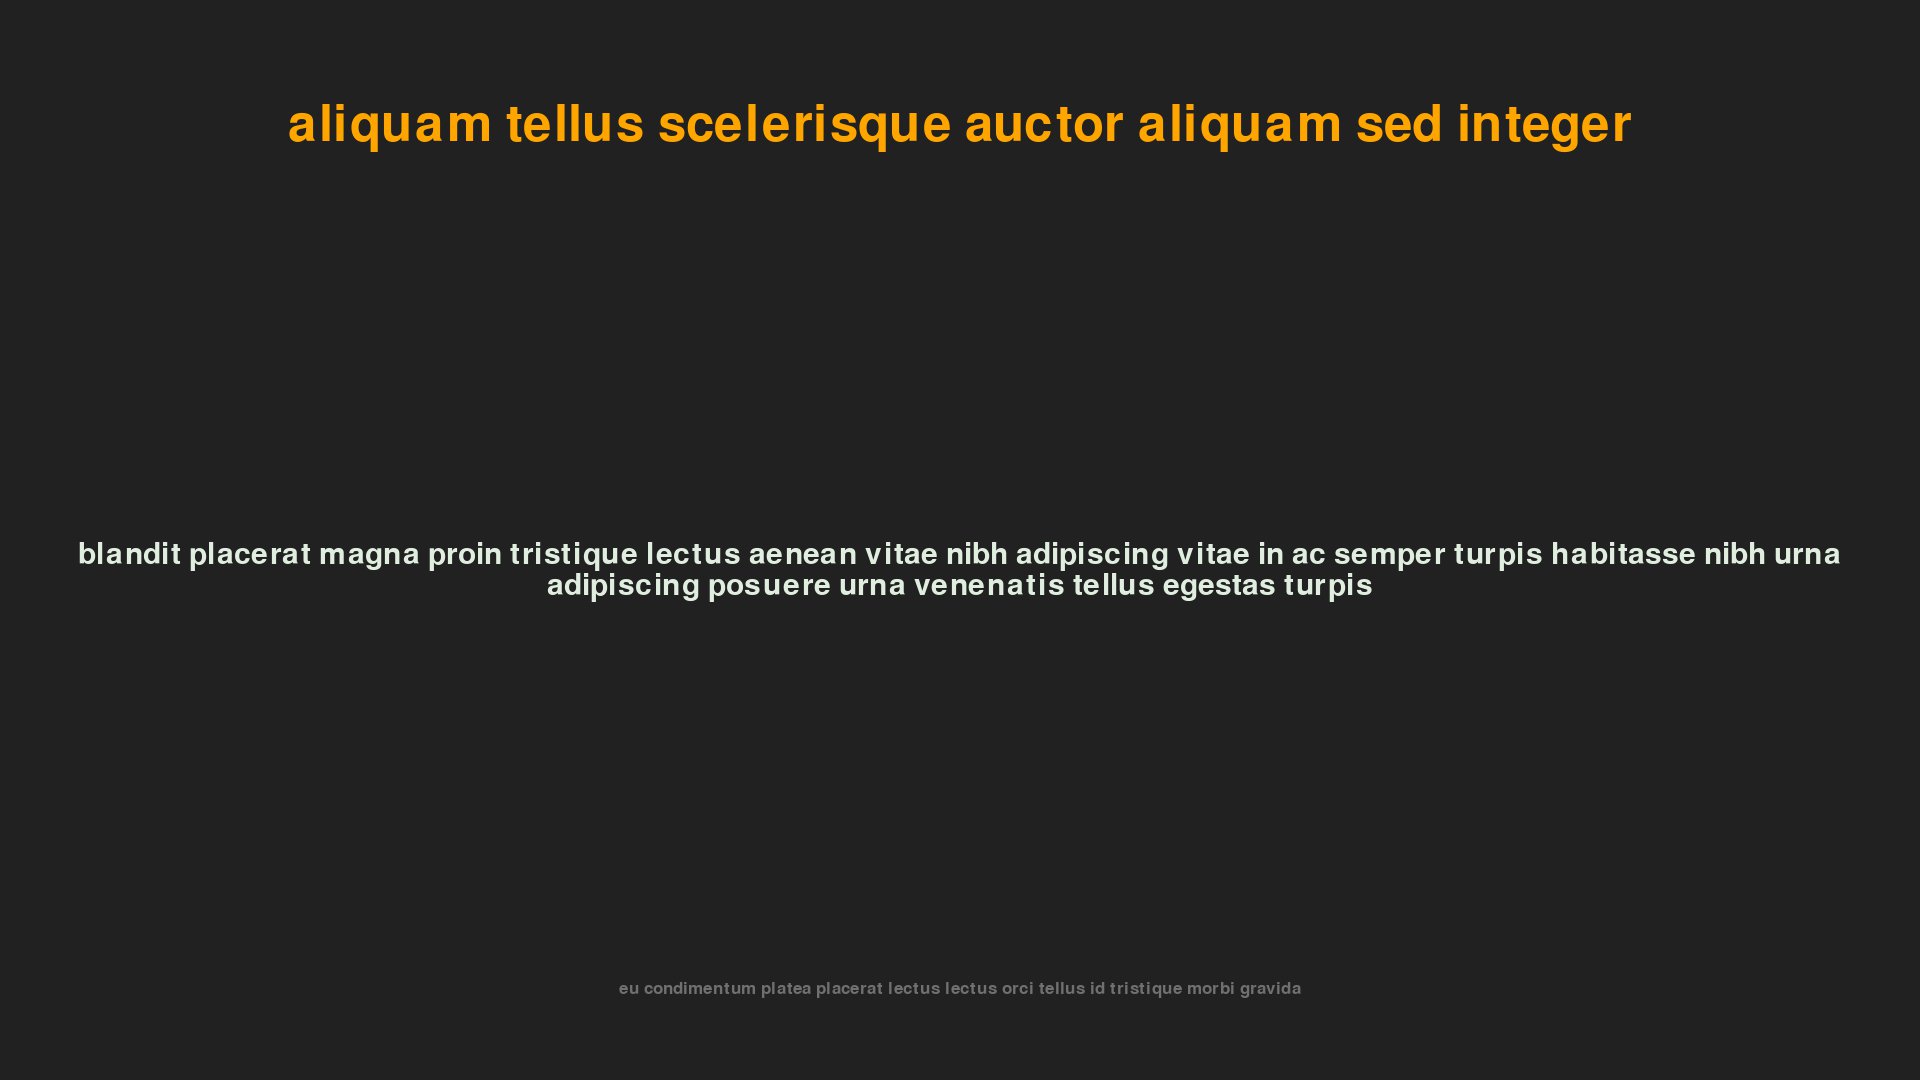 aliquam tellus scelerisque auctor aliquam sed integer
blandit placerat magna proin tristique lectus aenean vitae nibh adipiscing vitae in ac semper turpis habitasse nibh urna
adipiscing posuere urna venenatis tellus egestas turpis
eu condimentum platea placerat lectus lectus orci tellus id tristique morbi gravida